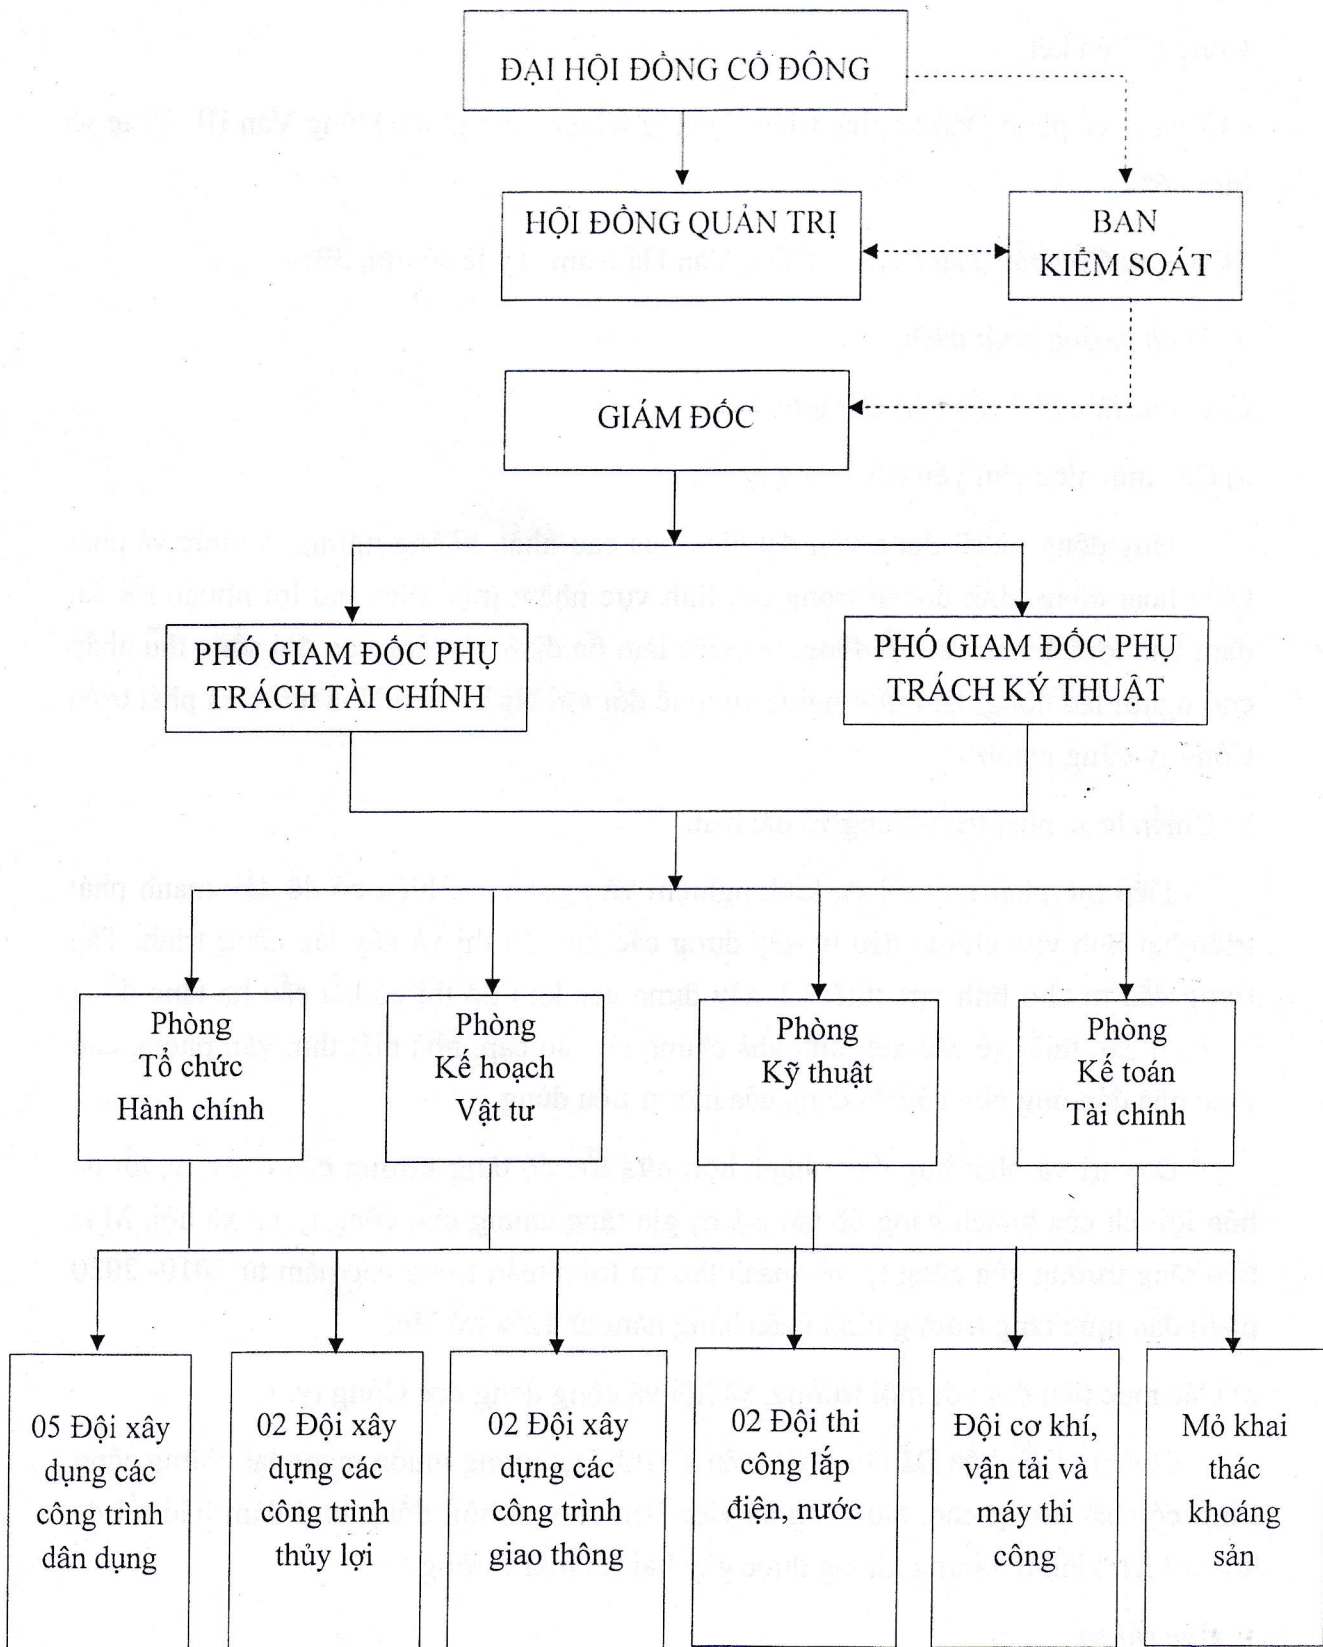 ĐẠI HỘI ĐỒNG CỔ ĐÔNG
HỘI ĐỒNG QUẢN TRỊ
BAN
KIỂM SOÁT
GIÁM ĐỐC
PHÓ GIAM ĐỐC PHỤ
TRÁCH TÀI CHÍNH
PHÓ GIAM ĐỐC PHỤ
TRÁCH KỸ THUẬT
Phòng
Tổ chức
Hành chính
Phòng
Kế hoạch
Vật tư
Phòng
Kỹ thuật
Phòng
Kế toán
Tài chính
05 Đội xây
dụng các
công trình
dân dụng
02 Đội xây
dựng các
công trình
thủy lợi
02 Đội xây
dựng các
công trình
giao thông
02 Đội thi
công lắp
điện, nước
Đội cơ khí,
vận tải và
máy thi
công
Mỏ khai
thác
khoáng
sản